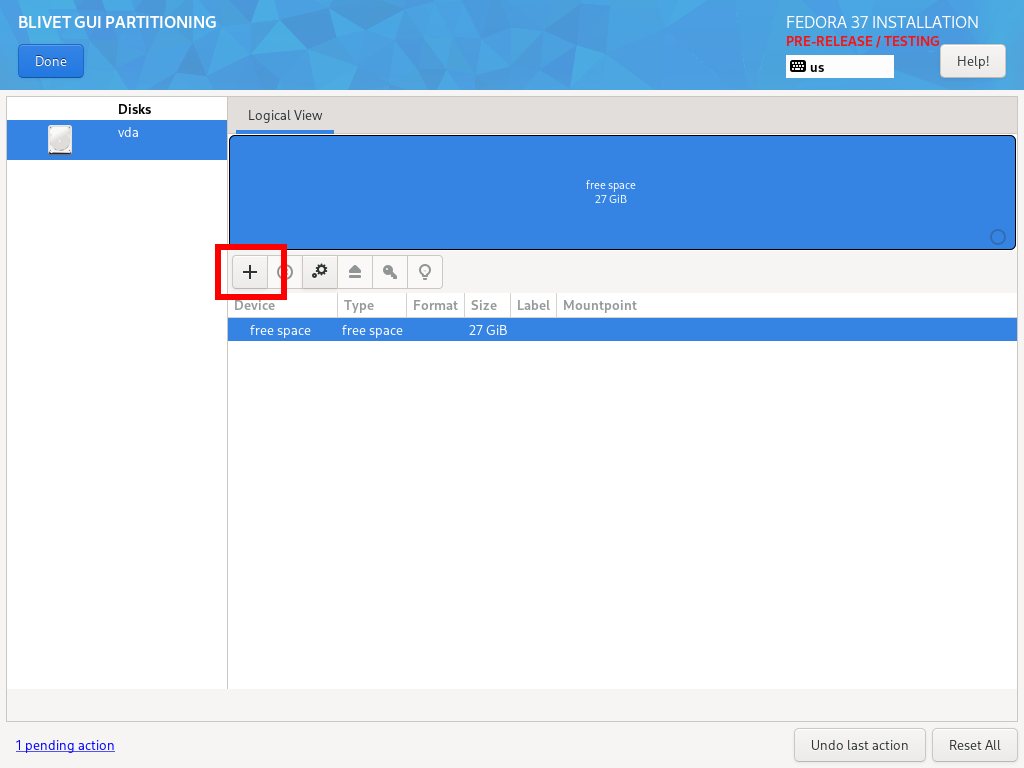 BLIVET GUI PARTITIONING
FEDORA 37 INSTALLATION
PRE-RELEASE / TESTING
Done
us
Help!
Disks
vda
Logical View
free space
27 GiB
Device Type Format Size Label Mountpoint
free space free space 27 GiB
1 pending action
Undo last action
Reset All